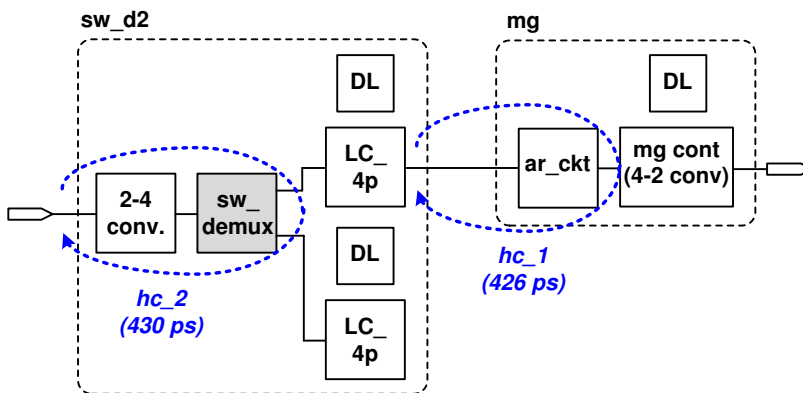 sw_d2
mg
DL
DL
LC_
4p
ar_ckt
mg cont
(4-2 conv)
2-4
conv.
sw_
demux
DL
hc_1
(426 ps)
hc_2
(430 ps)
LC_
4p